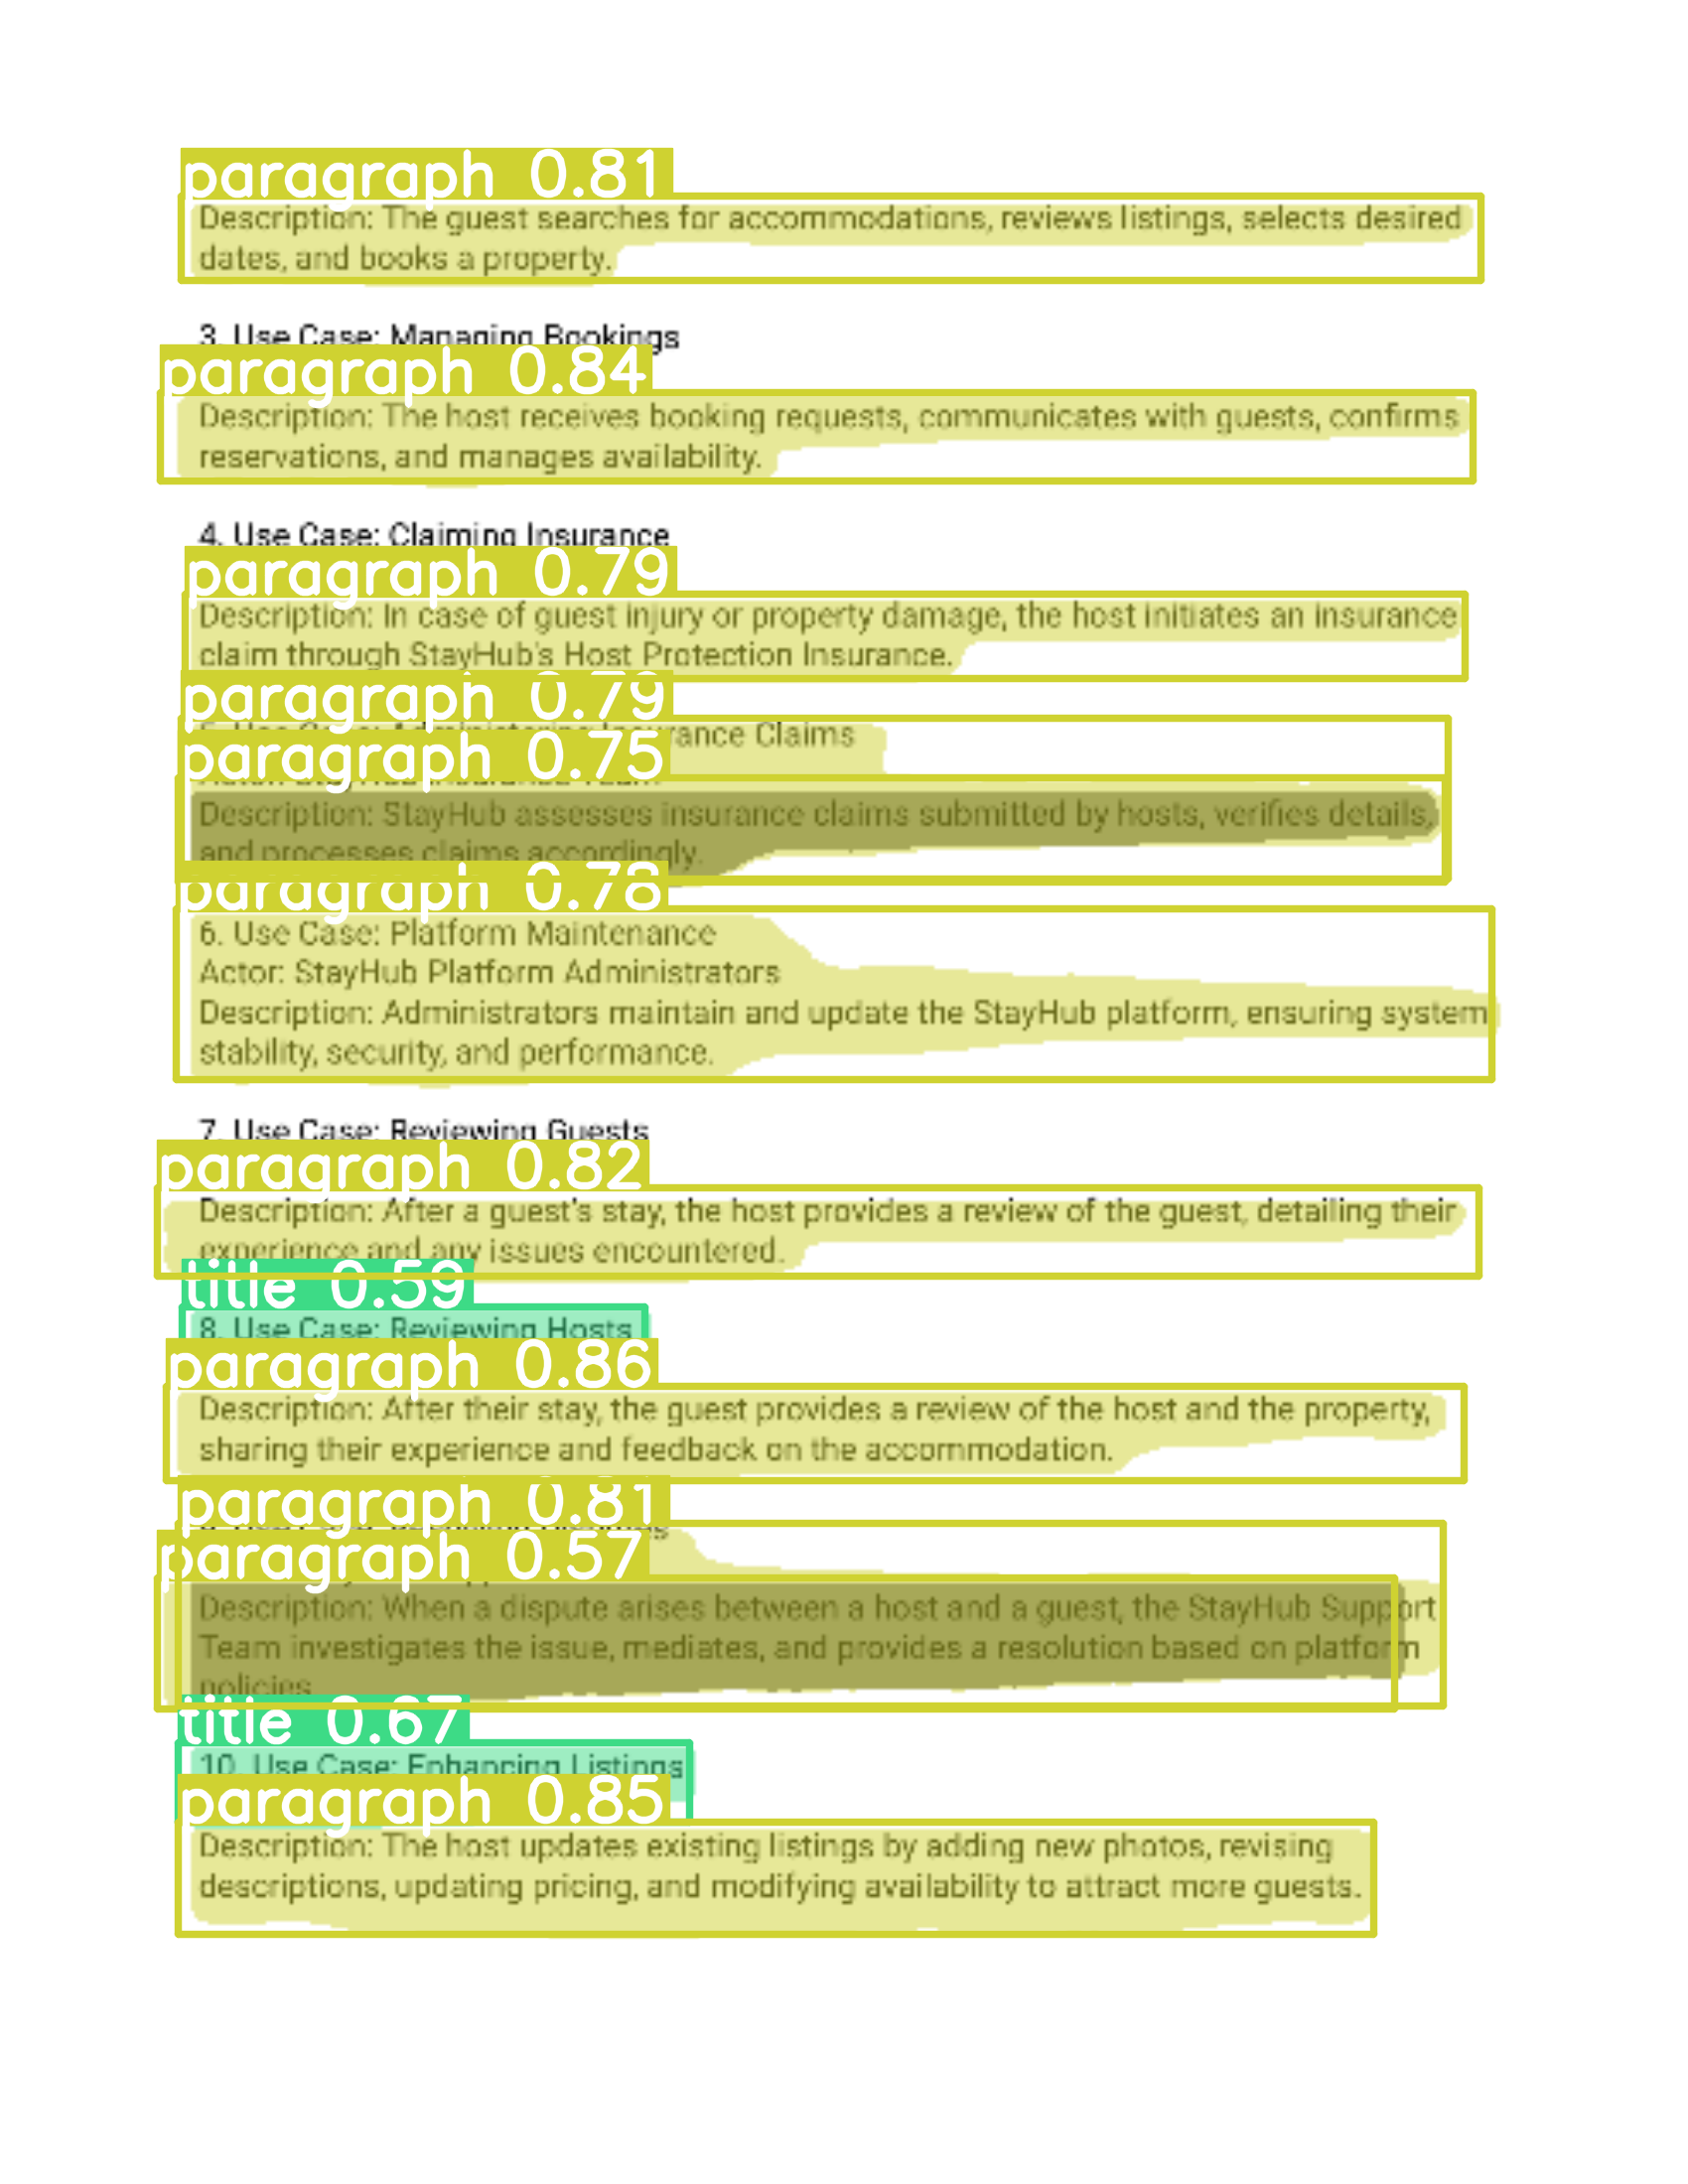 paragraph 0.81
Description: The guest searches for accommodations, reviews listings, selects desired
dates, and books a property.
3. Use Case: Managing Bookings
paragraph 0.84
Description: The host receives booking requests, communicates with guests, confirms
reservations, and manages availability.
4. Use Case: Claiming Insurance
paragraph 0.79
Description: In case of guest injury or property damage, the host initiates an insurance
claim through StayHub's Host Protection Insurance.
paragraph 0.79
Insurance Claims
paragraph 0.75
Description: StayHub assesses insurance claims submitted by hosts, verifies details,
and processes claims accordingly.
paragraph 0.78
6. Use Case: Platform Maintenance
Actor: StayHub Platform Administrators
Description: Administrators maintain and update the StayHub platform, ensuring system
stability, security, and performance.
7. Use Case: Reviewing Guests
paragraph 0.82
Description: After a guest's stay, the host provides a review of the guest, detailing their
experience and any issues encountered.
title 0.59
8. Use Case: Reviewing Hosts
paragraph 0.86
Description: After their stay, the guest provides a review of the host and the property,
sharing their experience and feedback on the accommodation.
paragraph 0.81
paragraph 0.57
Description: When a dispute arises between a host and a guest, the StayHub Support
Team investigates the issue, mediates, and provides a resolution based on platform
policies.
title 0.67
10. Use Case: Enhancing Listings
paragraph 0.85
Description: The host updates existing listings by adding new photos, revising
descriptions, updating pricing, and modifying availability to attract more guests.